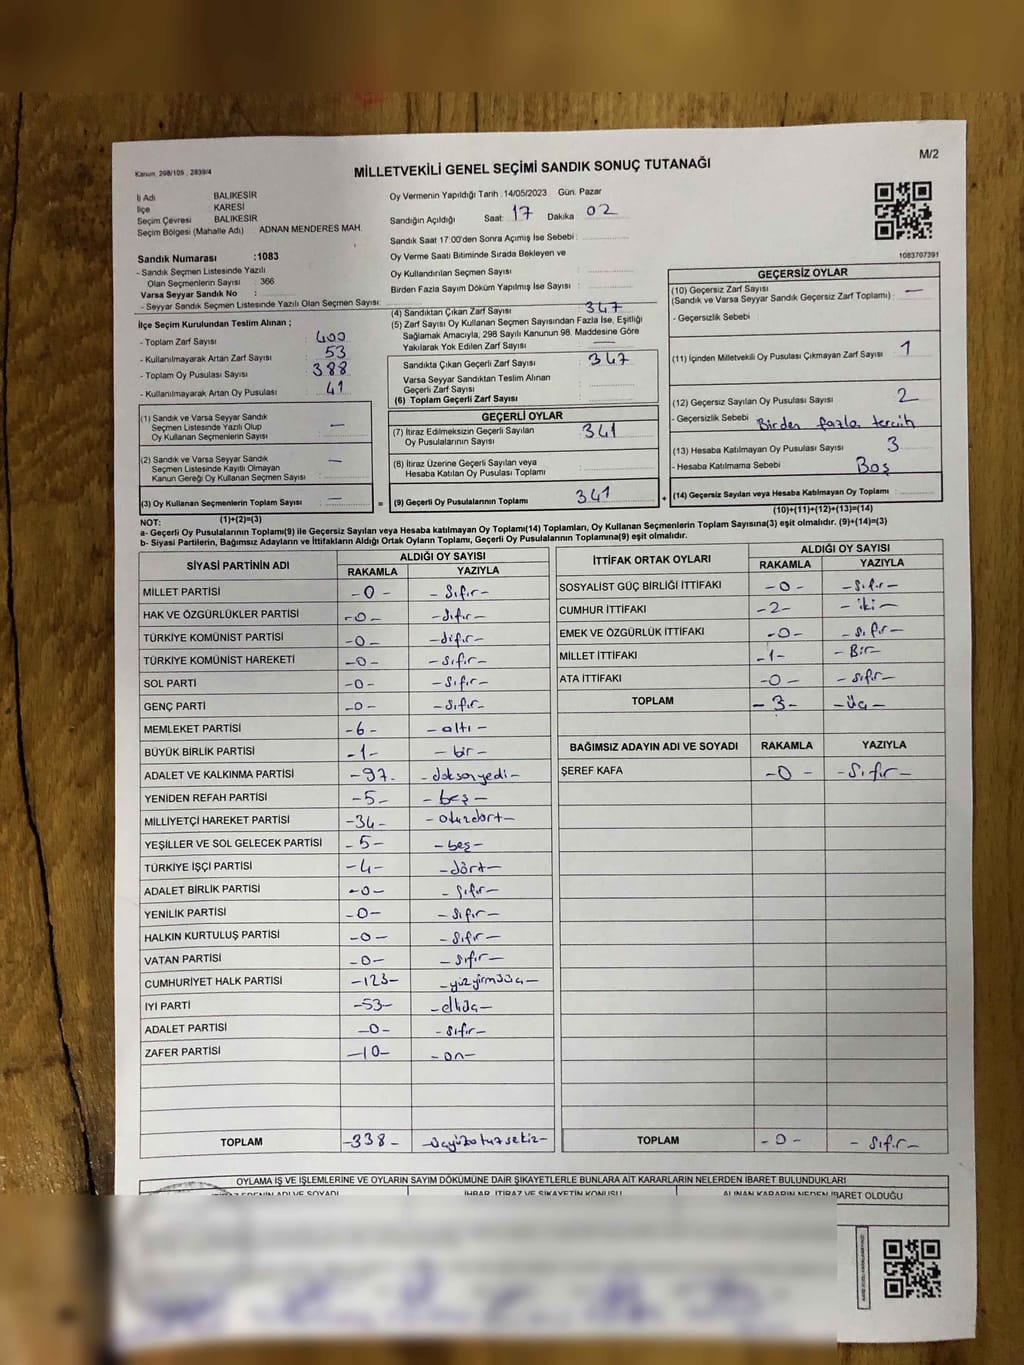 Kanun, 298/105 , 2839/4
MİLLETVEKİLİ GENEL SEÇİMİ SANDIK SONUÇ TUTANAĞI
M/2
İl Adı BALIKESİR
İlçe KARESİ
Seçim Çevresi BALIKESİR
Seçim Bölgesi (Mahalle Adı) ADNAN MENDERES MAH.
Sandık Numarası :1083
- Sandık Seçmen Listesinde Yazılı
Olan Seçmenlerin Sayısı : 366
Varsa Seyyar Sandık No :
- Seyyar Sandık Seçmen Listesinde Yazılı Olan Seçmen Sayısı:
Oy Vermenin Yapıldığı Tarih : 14/05/2023 Gün. Pazar
Sandığın Açıldığı Saat: 17 Dakika 02
Sandık Saat 17:00'den Sonra Açımış İse Sebebi :
Oy Verme Saati Bitiminde Sırada Bekleyen ve
Oy Kullandırılan Seçmen Sayısı :
Birden Fazla Sayım Döküm Yapılmış İse Sayısı :
1083707391
İlçe Seçim Kurulundan Teslim Alınan ;
- Toplam Zarf Sayısı : 400
- Kullanılmayarak Artan Zarf Sayısı : 53
- Toplam Oy Pusulası Sayısı : 388
- Kullanılmayarak Artan Oy Pusulası : 41
(1) Sandık ve Varsa Seyyar Sandık
Seçmen Listesinde Yazılı Olup
Oy Kullanan Seçmenlerin Sayısı : —
(2) Sandık ve Varsa Seyyar Sandık
Seçmen Listesinde Kayıtlı Olmayan
Kanun Gereği Oy Kullanan Seçmen Sayısı : —
(3) Oy Kullanan Seçmenlerin Toplam Sayısı : —
(1)+(2)=(3)
(4) Sandıktan Çıkan Zarf Sayısı : 347
(5) Zarf Sayısı Oy Kullanan Seçmen Sayısından Fazla İse, Eşitliği
Sağlamak Amacıyla, 298 Sayılı Kanunun 98. Maddesine Göre
Yakılarak Yok Edilen Zarf Sayısı : —
Sandıkta Çıkan Geçerli Zarf Sayısı : 347
Varsa Seyyar Sandıktan Teslim Alınan
Geçerli Zarf Sayısı :
(6) Toplam Geçerli Zarf Sayısı :
GEÇERLİ OYLAR
(7) İtiraz Edilmeksizin Geçerli Sayılan
Oy Pusulalarının Sayısı : 341
(8) İtiraz Üzerine Geçerli Sayılan veya
Hesaba Katılan Oy Pusulası Toplamı :
= (9) Geçerli Oy Pusulalarının Toplamı : 341 +
GEÇERSİZ OYLAR
(10) Geçersiz Zarf Sayısı : —
(Sandık ve Varsa Seyyar Sandık Geçersiz Zarf Toplamı)
- Geçersizlik Sebebi :
(11) İçinden Milletvekili Oy Pusulası Çıkmayan Zarf Sayısı : 1
(12) Geçersiz Sayılan Oy Pusulası Sayısı : 2
- Geçersizlik Sebebi : Birden fazla tercih
(13) Hesaba Katılmayan Oy Pusulası Sayısı : 3
- Hesaba Katılmama Sebebi : Boş
(14) Geçersiz Sayılan veya Hesaba Katılmayan Oy Toplamı :
(10)+(11)+(12)+(13)=(14)
NOT:
a- Geçerli Oy Pusulalarının Toplamı(9) ile Geçersiz Sayılan veya Hesaba katılmayan Oy Toplamı(14) Toplamları, Oy Kullanan Seçmenlerin Toplam Sayısına(3) eşit olmalıdır. (9)+(14)=(3)
b- Siyasi Partilerin, Bağımsız Adayların ve İttifakların Aldığı Ortak Oyların Toplamı, Geçerli Oy Pusulalarının Toplamına(9) eşit olmalıdır.
SİYASİ PARTİNİN ADI ALDIĞI OY SAYISI
RAKAMLA YAZIYLA
MİLLET PARTİSİ -0- -Sıfır-
HAK VE ÖZGÜRLÜKLER PARTİSİ -0- -sıfır-
TÜRKİYE KOMÜNİST PARTİSİ -0- -sıfır-
TÜRKİYE KOMÜNİST HAREKETİ -0- -sıfır-
SOL PARTİ -0- -sıfır-
GENÇ PARTİ -0- -sıfır-
MEMLEKET PARTİSİ -6- -altı-
BÜYÜK BİRLİK PARTİSİ -1- -bir-
ADALET VE KALKINMA PARTİSİ -97- -doksanyedi-
YENİDEN REFAH PARTİSİ -5- -beş-
MİLLİYETÇİ HAREKET PARTİSİ -34- -otuzdört-
YEŞİLLER VE SOL GELECEK PARTİSİ -5- -beş-
TÜRKİYE İŞÇİ PARTİSİ -4- -dört-
ADALET BİRLİK PARTİSİ -0- -sıfır-
YENİLİK PARTİSİ -0- -sıfır-
HALKIN KURTULUŞ PARTİSİ -0- -sıfır-
VATAN PARTİSİ -0- -sıfır-
CUMHURİYET HALK PARTİSİ -123- -yüzyirmiüç-
İYİ PARTİ -53- -elliüç-
ADALET PARTİSİ -0- -sıfır-
ZAFER PARTİSİ -10- -on-
TOPLAM -338- -üçyüzotuzsekiz-
İTTİFAK ORTAK OYLARI ALDIĞI OY SAYISI
RAKAMLA YAZIYLA
SOSYALİST GÜÇ BİRLİĞİ İTTİFAKI -0- -Sıfır-
CUMHUR İTTİFAKI -2- -iki-
EMEK VE ÖZGÜRLÜK İTTİFAKI -0- -sıfır-
MİLLET İTTİFAKI -1- -Bir-
ATA İTTİFAKI -0- -sıfır-
TOPLAM -3- -üç-
BAĞIMSIZ ADAYIN ADI VE SOYADI RAKAMLA YAZIYLA
ŞEREF KAFA -0- -Sıfır-
TOPLAM -0- -Sıfır-
OYLAMA İŞ VE İŞLEMLERİNE VE OYLARIN SAYIM DÖKÜMÜNE DAİR ŞİKAYETLERLE BUNLARA AİT KARARLARIN NELERDEN İBARET BULUNDUKLARI
İHBAR, İTİRAZ VE ŞİKAYETİN KONUSU ALINAN KARARIN NEDEN İBARET OLDUĞU